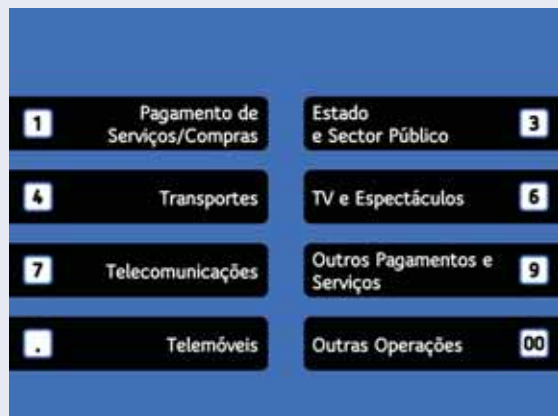 1
Pagamento de
Serviços/Compras
Estado
e Sector Público
3
4
Transportes
TV e Espectáculos
6
7
Telecomunicações
Outros Pagamentos e
Serviços
9
.
Telemóveis
Outras Operações
00